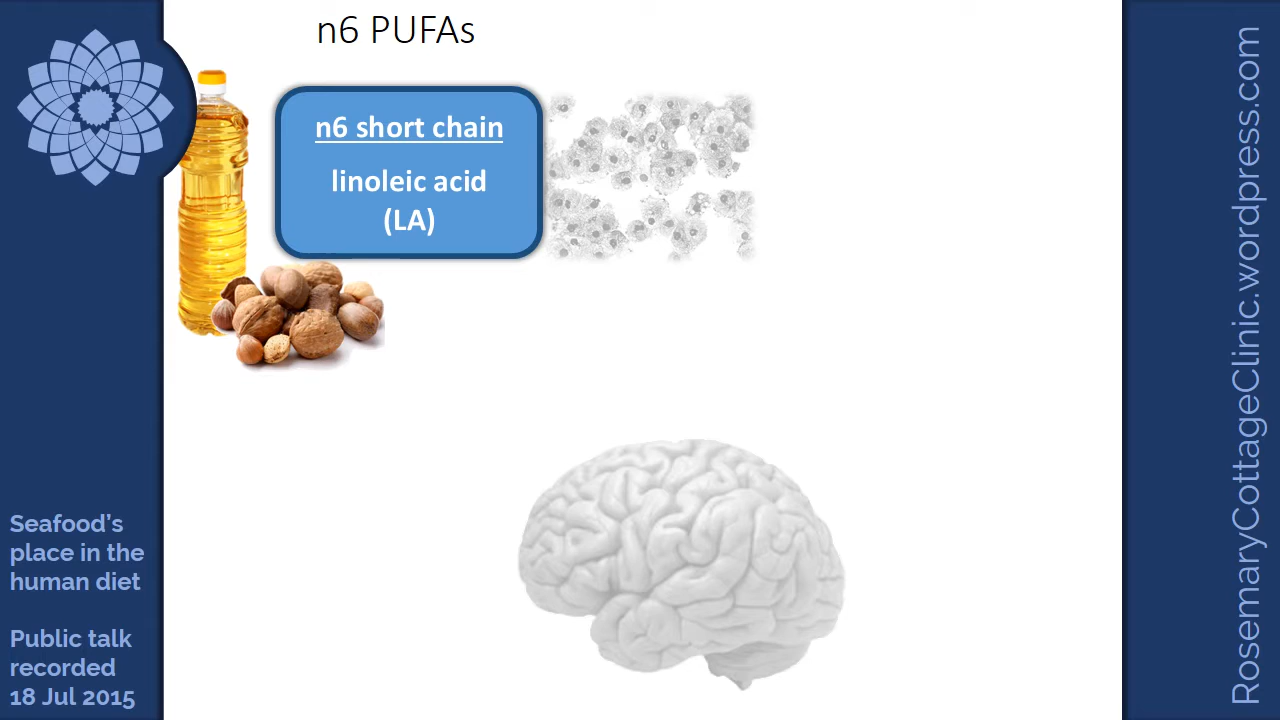 n6 PUFAs
n6 short chain
linoleic acid
(LA)
Seafood’s
place in the
human diet
Public talk
recorded
18 Jul 2015
RosemaryCottageClinic.wordpress.com